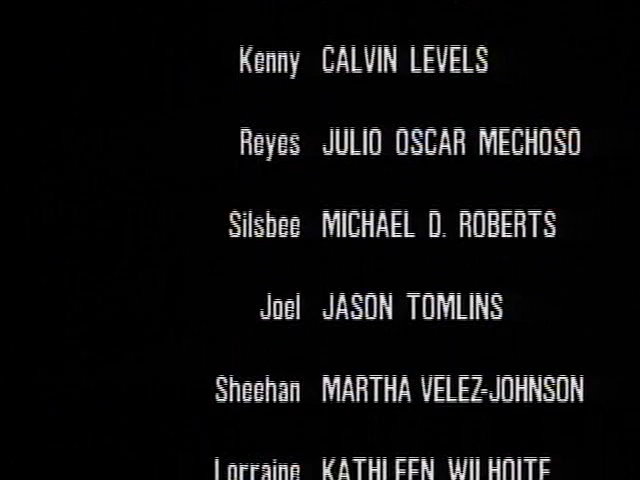 Kenny CALVIN LEVELS
Reyes JULIO OSCAR MECHOSO
Silsbee MICHAEL D. ROBERTS
Joel JASON TOMLINS
Sheehan MARTHA VELEZ-JOHNSON
Lorraine KATHLEEN WILHOITE